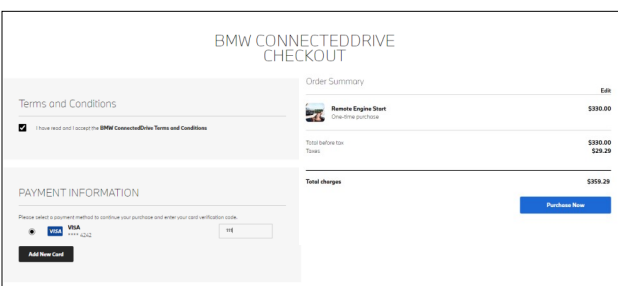 BMW CONNECTEDDRIVE
CHECKOUT
Terms and Conditions
I have read and I accept the BMW ConnectedDrive Terms and Conditions
PAYMENT INFORMATION
Please select a payment method to continue your purchase and enter your card verification code.
VISA
VISA
**** 4242
111
Add New Card
Order Summary
Edit
Remote Engine Start $330.00
One-time purchase
Total before tax $330.00
Taxes $29.29
Total charges $359.29
Purchase Now